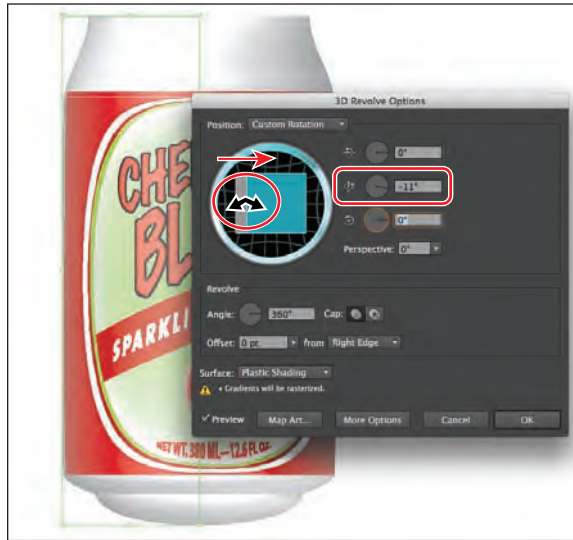 CHE
BL
SPARKLI
NET WT. 380 ML—12.6 FL OZ.
3D Revolve Options
Position: Custom Rotation
0°
-11°
0°
Perspective: 0°
Revolve
Angle: 360° Cap:
Offset: 0 pt from Right Edge
Surface: Plastic Shading
• Gradients will be rasterized.
Preview Map Art... More Options Cancel OK